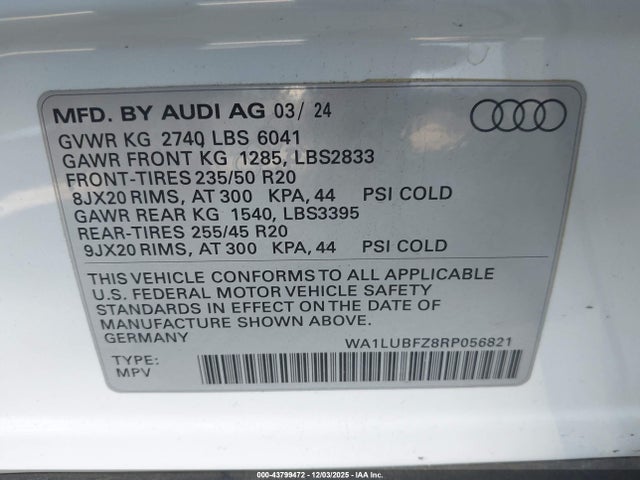 MFD. BY AUDI AG 03/ 24
GVWR KG 2740 LBS 6041
GAWR FRONT KG 1285, LBS2833
FRONT-TIRES 235/50 R20
8JX20 RIMS, AT 300 KPA, 44 PSI COLD
GAWR REAR KG 1540, LBS3395
REAR-TIRES 255/45 R20
9JX20 RIMS, AT 300 KPA, 44 PSI COLD
THIS VEHICLE CONFORMS TO ALL APPLICABLE
U.S. FEDERAL MOTOR VEHICLE SAFETY
STANDARDS IN EFFECT ON THE DATE OF
MANUFACTURE SHOWN ABOVE.
GERMANY WA1LUBFZ8RP056821
TYPE:
MPV
000-43799472 - 12/03/2025 - IAA Inc.